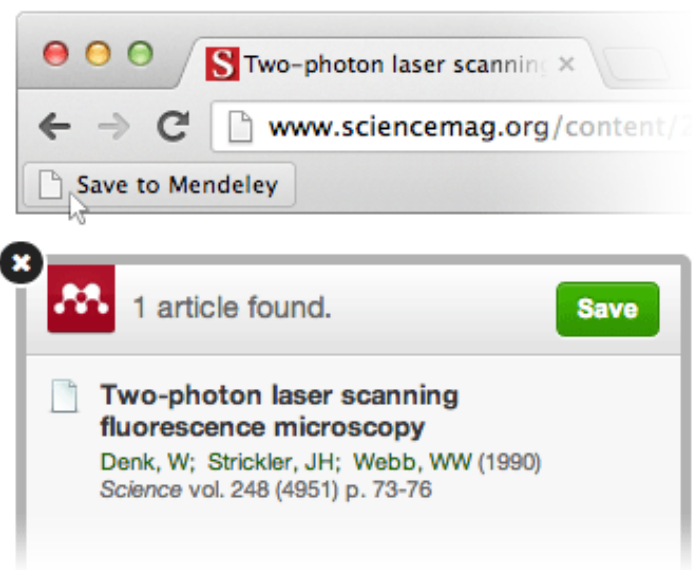 S Two-photon laser scanning
www.sciencemag.org/content/2
Save to Mendeley
1 article found.
Save
Two-photon laser scanning
fluorescence microscopy
Denk, W; Strickler, JH; Webb, WW (1990)
Science vol. 248 (4951) p. 73-76